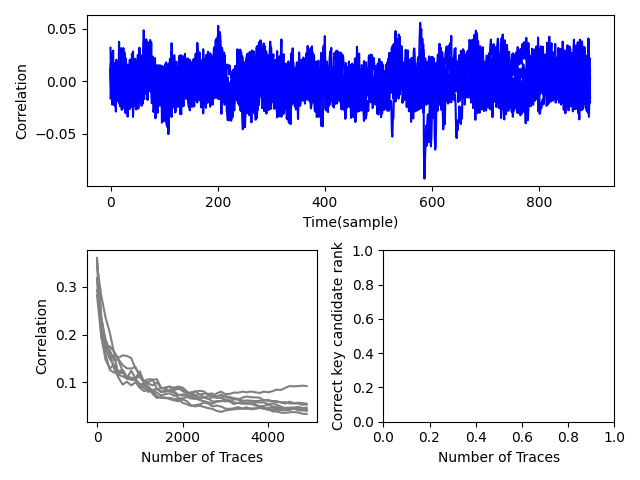 0.05
0.00
−0.05
Correlation
0 200 400 600 800
Time(sample)
0.3
0.2
0.1
Correlation
0 2000 4000
Number of Traces
1.0
0.8
0.6
0.4
0.2
0.0
Correct key candidate rank
0.0 0.2 0.4 0.6 0.8 1.0
Number of Traces